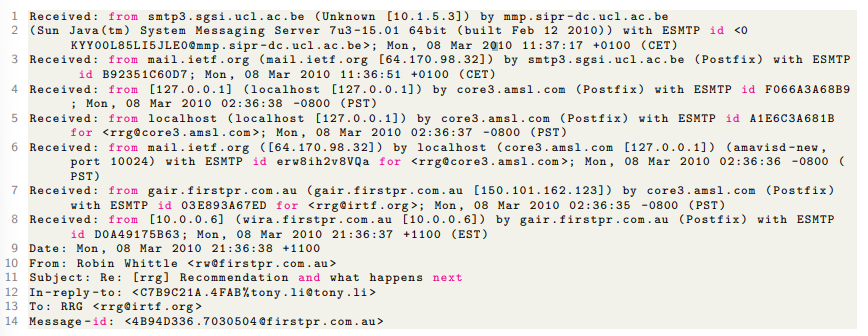 1 Received: from smtp3.sgsi.ucl.ac.be (Unknown [10.1.5.3]) by mmp.sipr-dc.ucl.ac.be
2 (Sun Java(tm) System Messaging Server 7u3-15.01 64bit (built Feb 12 2010)) with ESMTP id <0
KYY00L85LI5JLE0@mmp.sipr-dc.ucl.ac.be>; Mon, 08 Mar 2010 11:37:17 +0100 (CET)
3 Received: from mail.ietf.org (mail.ietf.org [64.170.98.32]) by smtp3.sgsi.ucl.ac.be (Postfix) with ESMTP
id B92351C60D7; Mon, 08 Mar 2010 11:36:51 +0100 (CET)
4 Received: from [127.0.0.1] (localhost [127.0.0.1]) by core3.amsl.com (Postfix) with ESMTP id F066A3A68B9
; Mon, 08 Mar 2010 02:36:38 -0800 (PST)
5 Received: from localhost (localhost [127.0.0.1]) by core3.amsl.com (Postfix) with ESMTP id A1E6C3A681B
for <rrg@core3.amsl.com>; Mon, 08 Mar 2010 02:36:37 -0800 (PST)
6 Received: from mail.ietf.org ([64.170.98.32]) by localhost (core3.amsl.com [127.0.0.1]) (amavisd-new,
port 10024) with ESMTP id erw8ih2v8VQa for <rrg@core3.amsl.com>; Mon, 08 Mar 2010 02:36:36 -0800 (
PST)
7 Received: from gair.firstpr.com.au (gair.firstpr.com.au [150.101.162.123]) by core3.amsl.com (Postfix)
with ESMTP id 03E893A67ED for <rrg@irtf.org>; Mon, 08 Mar 2010 02:36:35 -0800 (PST)
8 Received: from [10.0.0.6] (wira.firstpr.com.au [10.0.0.6]) by gair.firstpr.com.au (Postfix) with ESMTP
id D0A49175B63; Mon, 08 Mar 2010 21:36:37 +1100 (EST)
9 Date: Mon, 08 Mar 2010 21:36:38 +1100
10 From: Robin Whittle <rw@firstpr.com.au>
11 Subject: Re: [rrg] Recommendation and what happens next
12 In-reply-to: <C7B9C21A.4FAB%tony.li@tony.li>
13 To: RRG <rrg@irtf.org>
14 Message-id: <4B94D336.7030504@firstpr.com.au>